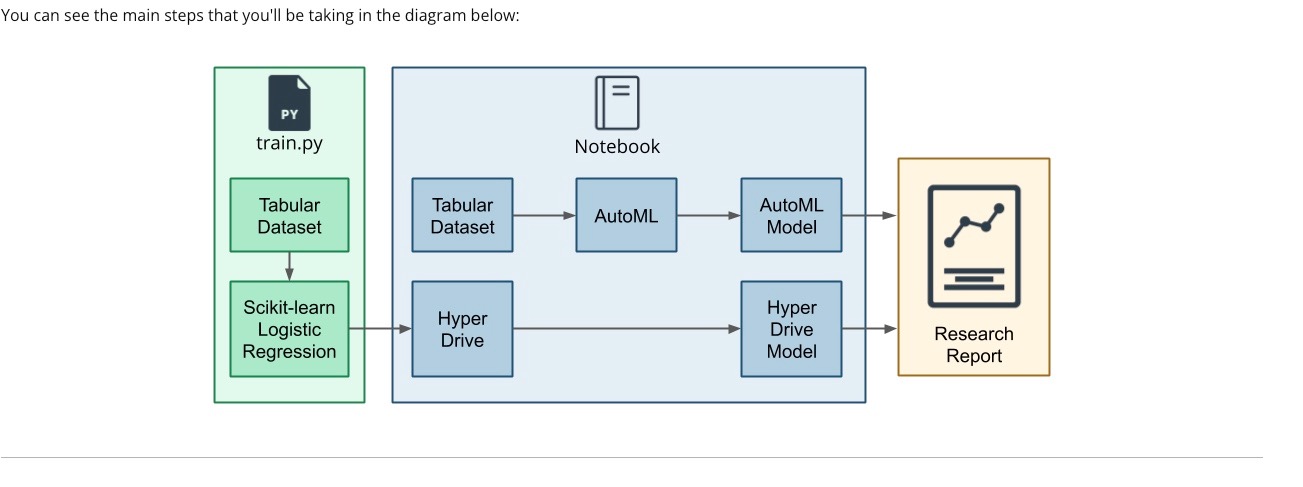 You can see the main steps that you'll be taking in the diagram below:
PY
train.py
Tabular
Dataset
Scikit-learn
Logistic
Regression
Notebook
Tabular
Dataset
AutoML
AutoML
Model
Hyper
Drive
Hyper
Drive
Model
Research
Report